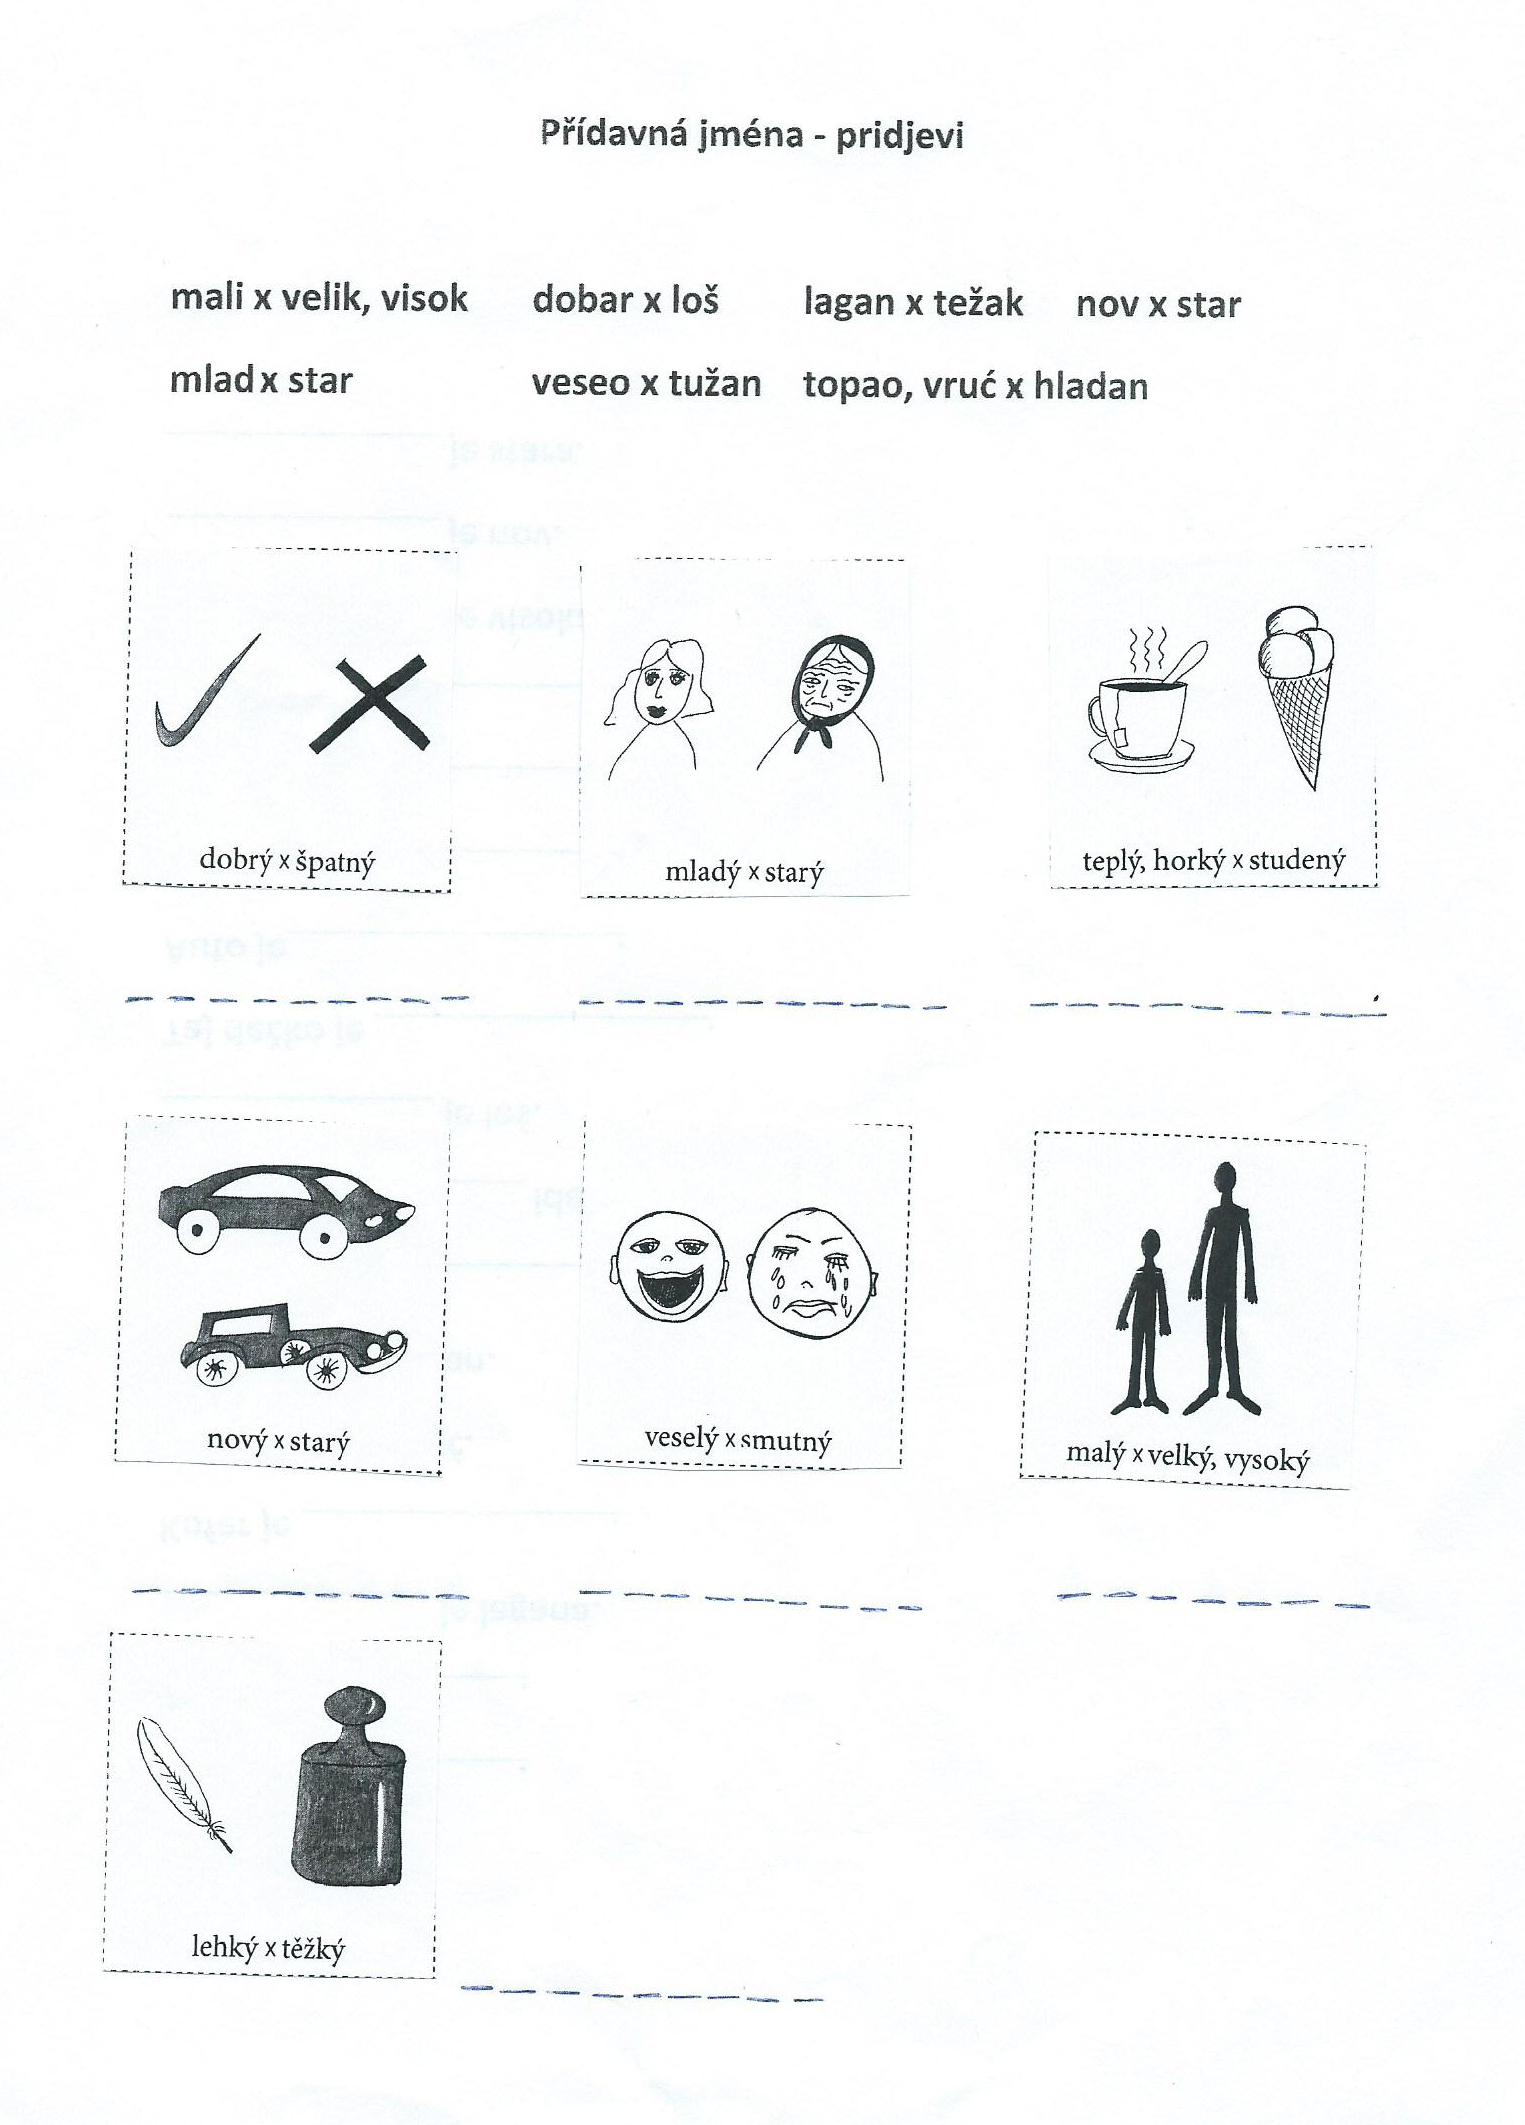 Přídavná jména - pridjevi
mali x velik, visok dobar x loš lagan x težak nov x star
mlad x star veseo x tužan topao, vruć x hladan
dobrý x špatný mladý x starý teplý, horký x studený
nový x starý veselý x smutný malý x velký, vysoký
lehký x těžký